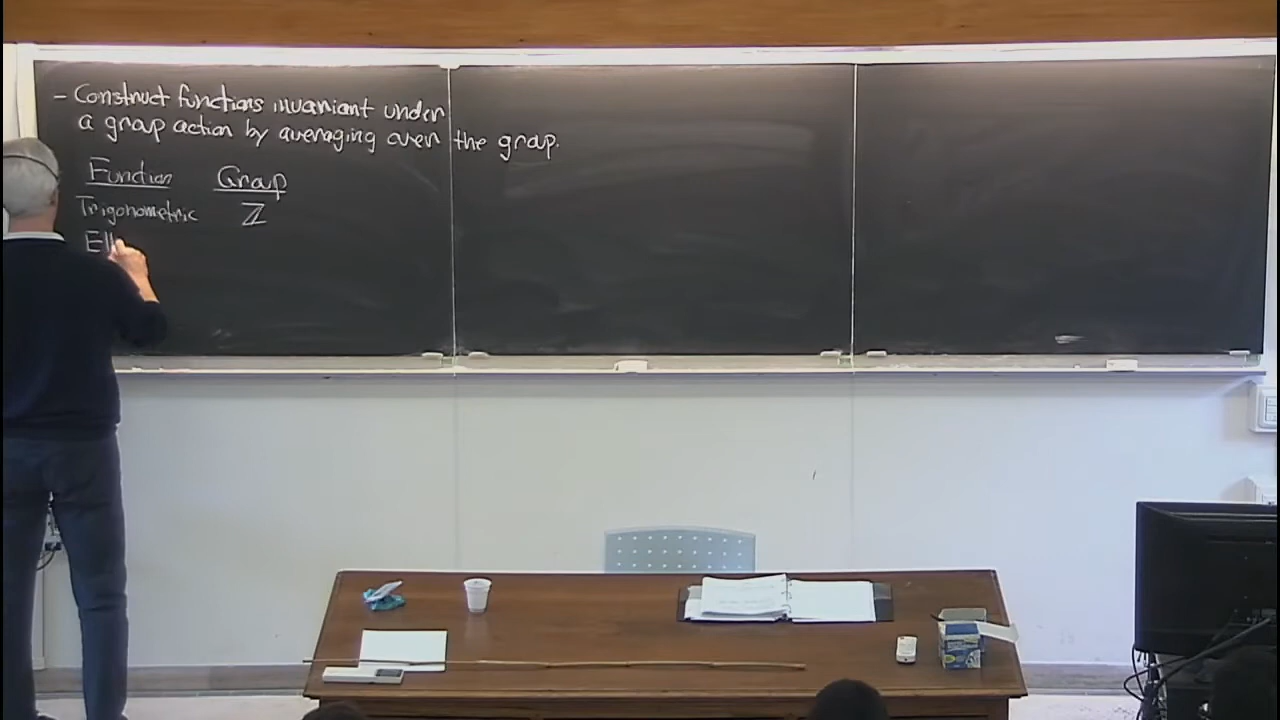 - Construct functions invariant under
a group action by averaging over the group.
Function Group
Trigonometric ℤ
Ell